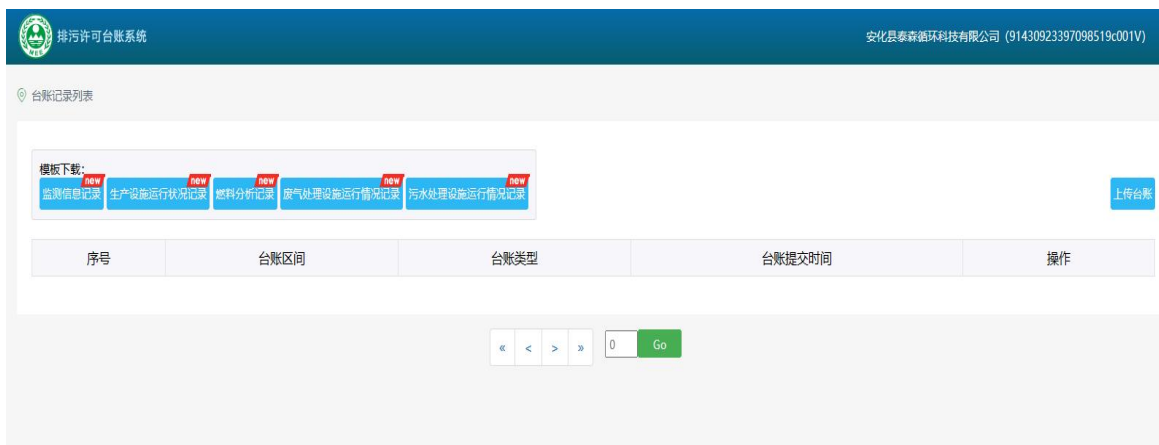 MEE
排污许可台账系统
安化县泰森循环科技有限公司 (91430923397098519c001V)
台账记录列表
模板下载:
new new new new new
监测信息记录 生产设施运行状况记录 燃料分析记录 废气处理设施运行情况记录 污水处理设施运行情况记录
上传台账
序号 台账区间 台账类型 台账提交时间 操作
« < > » 0 Go